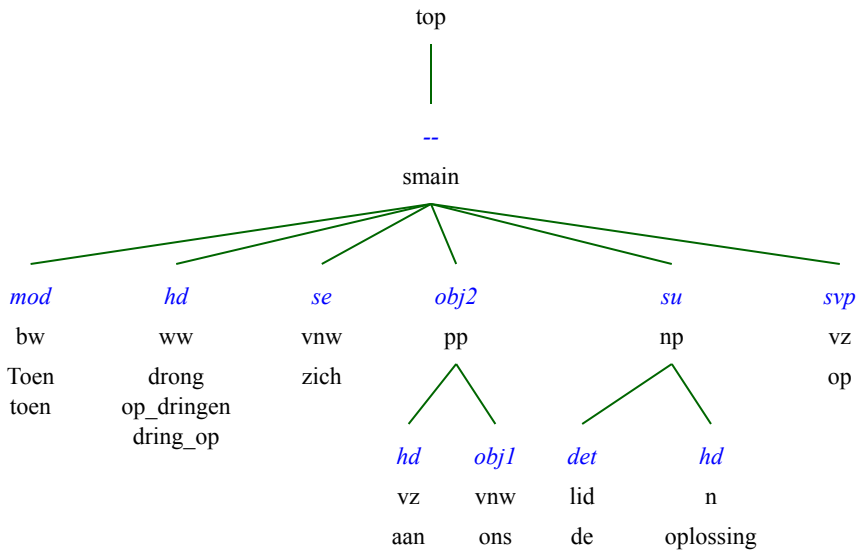 top
--
smain
mod hd se obj2 su svp
bw ww vnw pp np vz
Toen drong zich op
toen op_dringen
dring_op
hd obj1 det hd
vz vnw lid n
aan ons de oplossing